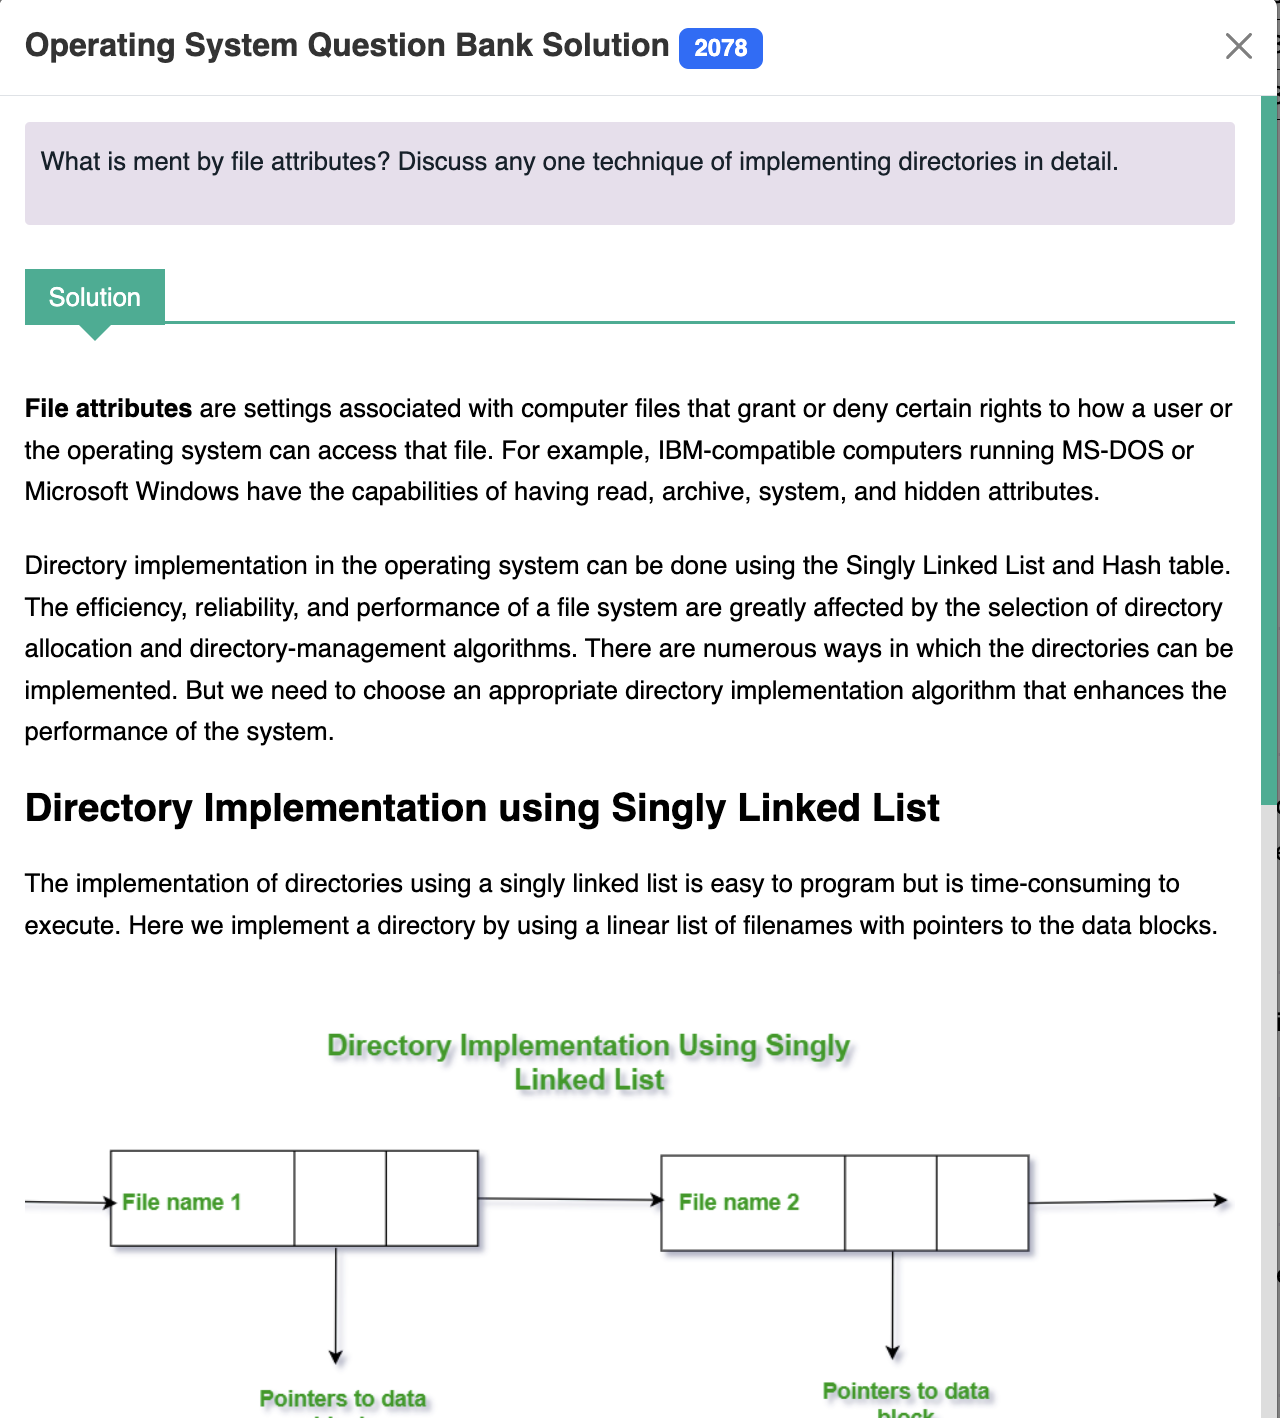 Operating System Question Bank Solution 2078
What is ment by file attributes? Discuss any one technique of implementing directories in detail.
Solution
File attributes are settings associated with computer files that grant or deny certain rights to how a user or
the operating system can access that file. For example, IBM-compatible computers running MS-DOS or
Microsoft Windows have the capabilities of having read, archive, system, and hidden attributes.
Directory implementation in the operating system can be done using the Singly Linked List and Hash table.
The efficiency, reliability, and performance of a file system are greatly affected by the selection of directory
allocation and directory-management algorithms. There are numerous ways in which the directories can be
implemented. But we need to choose an appropriate directory implementation algorithm that enhances the
performance of the system.
Directory Implementation using Singly Linked List
The implementation of directories using a singly linked list is easy to program but is time-consuming to
execute. Here we implement a directory by using a linear list of filenames with pointers to the data blocks.
Directory Implementation Using Singly
Linked List
File name 1
File name 2
Pointers to data
Pointers to data
block